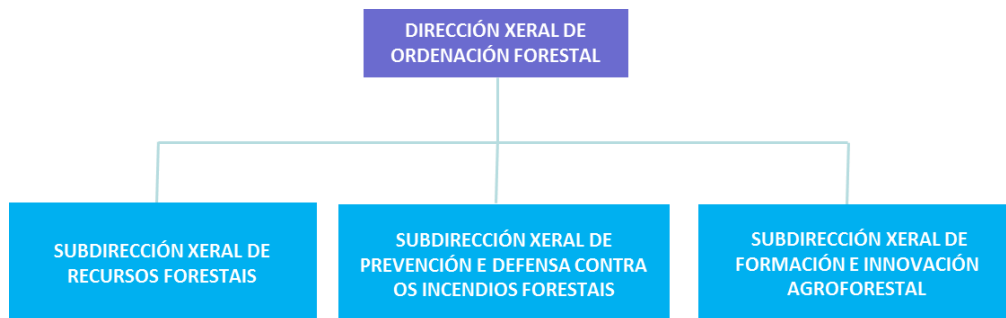 DIRECCIÓN XERAL DE
ORDENACIÓN FORESTAL
SUBDIRECCIÓN XERAL DE
RECURSOS FORESTAIS
SUBDIRECCIÓN XERAL DE
PREVENCIÓN E DEFENSA CONTRA
OS INCENDIOS FORESTAIS
SUBDIRECCIÓN XERAL DE
FORMACIÓN E INNOVACIÓN
AGROFORESTAL